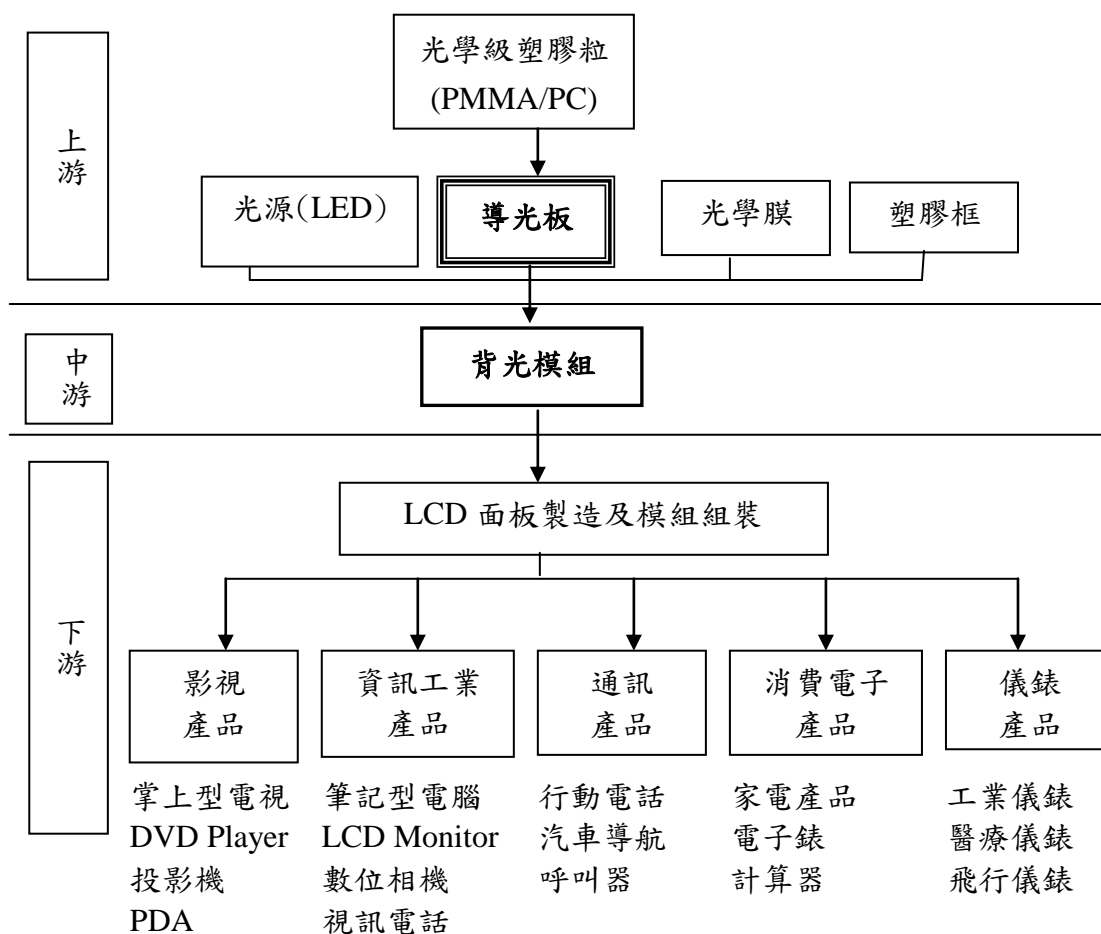 上游
光學級塑膠粒
(PMMA/PC)
光源(LED)
導光板
光學膜
塑膠框
中游
背光模組
下游
LCD 面板製造及模組組裝
影視
產品
資訊工業
產品
通訊
產品
消費電子
產品
儀錶
產品
掌上型電視
DVD Player
投影機
PDA
筆記型電腦
LCD Monitor
數位相機
視訊電話
行動電話
汽車導航
呼叫器
家電產品
電子錶
計算器
工業儀錶
醫療儀錶
飛行儀錶